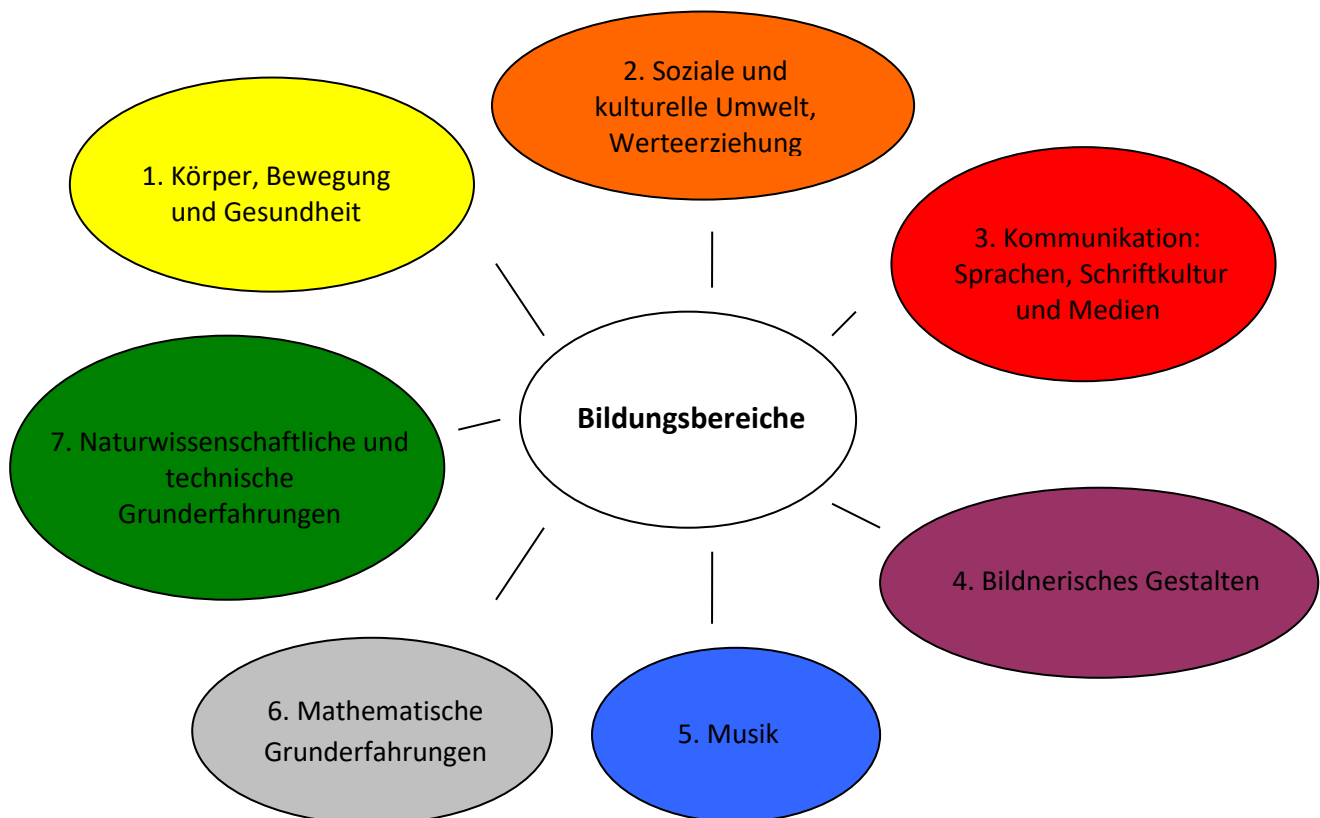 1. Körper, Bewegung
und Gesundheit
2. Soziale und
kulturelle Umwelt,
Werteerziehung
3. Kommunikation:
Sprachen, Schriftkultur
und Medien
Bildungsbereiche
4. Bildnerisches Gestalten
5. Musik
6. Mathematische
Grunderfahrungen
7. Naturwissenschaftliche und
technische
Grunderfahrungen